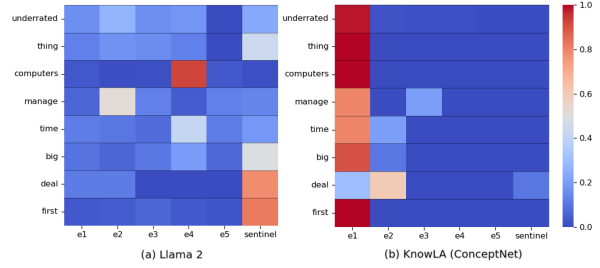 underrated
thing
computers
manage
time
big
deal
first
e1 e2 e3 e4 e5 sentinel
(a) Llama 2
underrated
thing
computers
manage
time
big
deal
first
e1 e2 e3 e4 e5 sentinel
(b) KnowLA (ConceptNet)
1.0
0.8
0.6
0.4
0.2
0.0